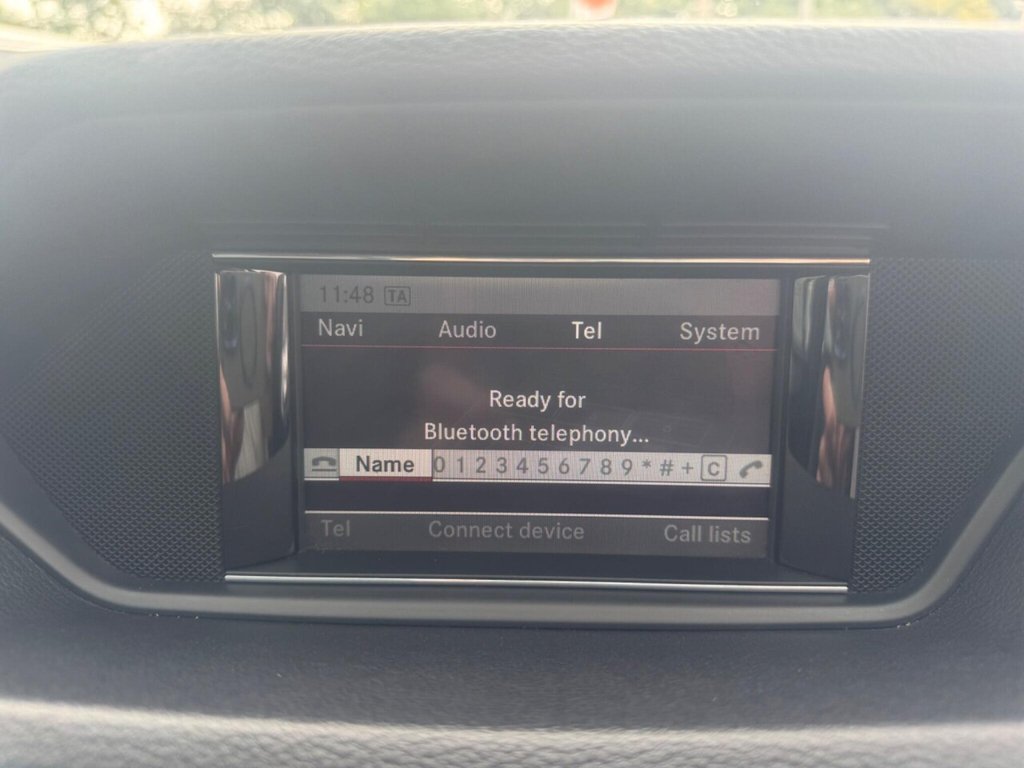 11:48 TA
Navi Audio Tel System
Ready for
Bluetooth telephony...
Name 0 1 2 3 4 5 6 7 8 9 * # + C
Tel Connect device Call lists